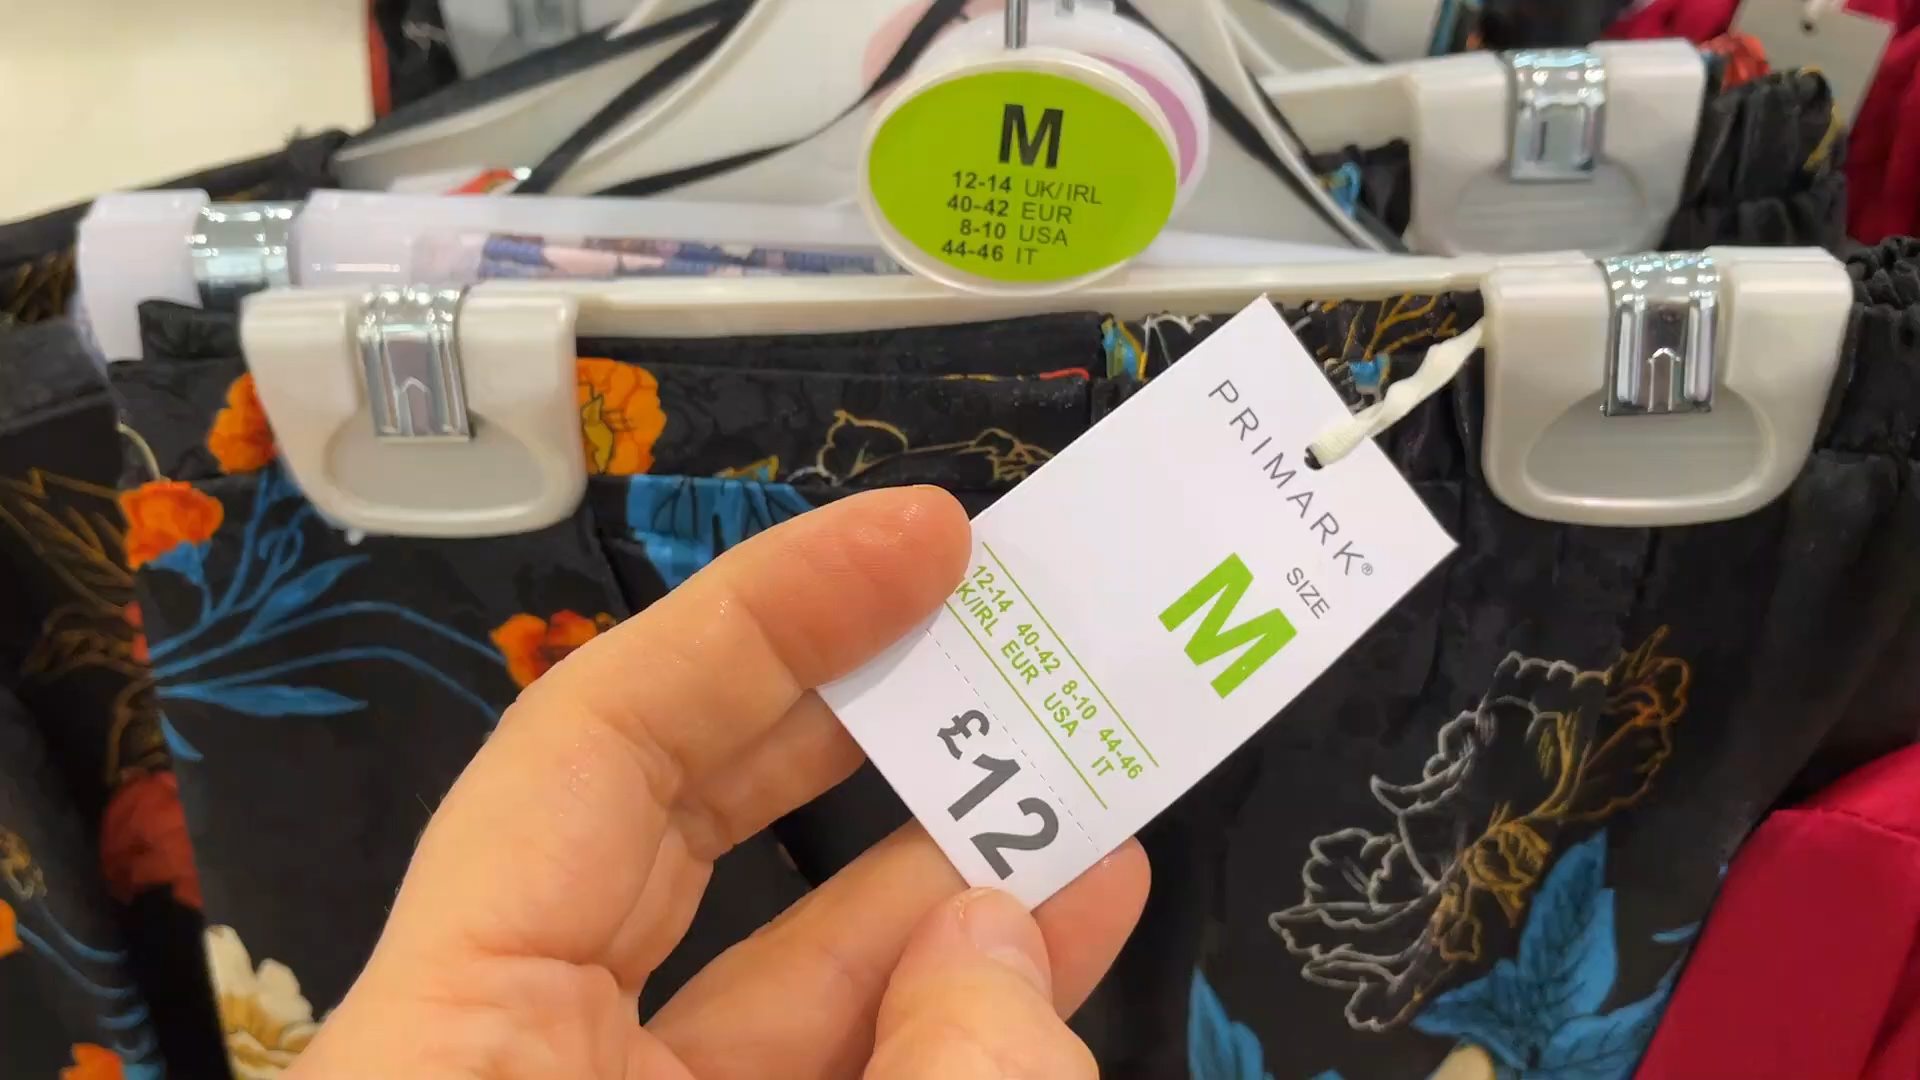 M
12-14 UK/IRL
40-42 EUR
8-10 USA
44-46 IT
PRIMARK®
SIZE
M
12-14 40-42 8-10 44-46
K/IRL EUR USA IT
£12